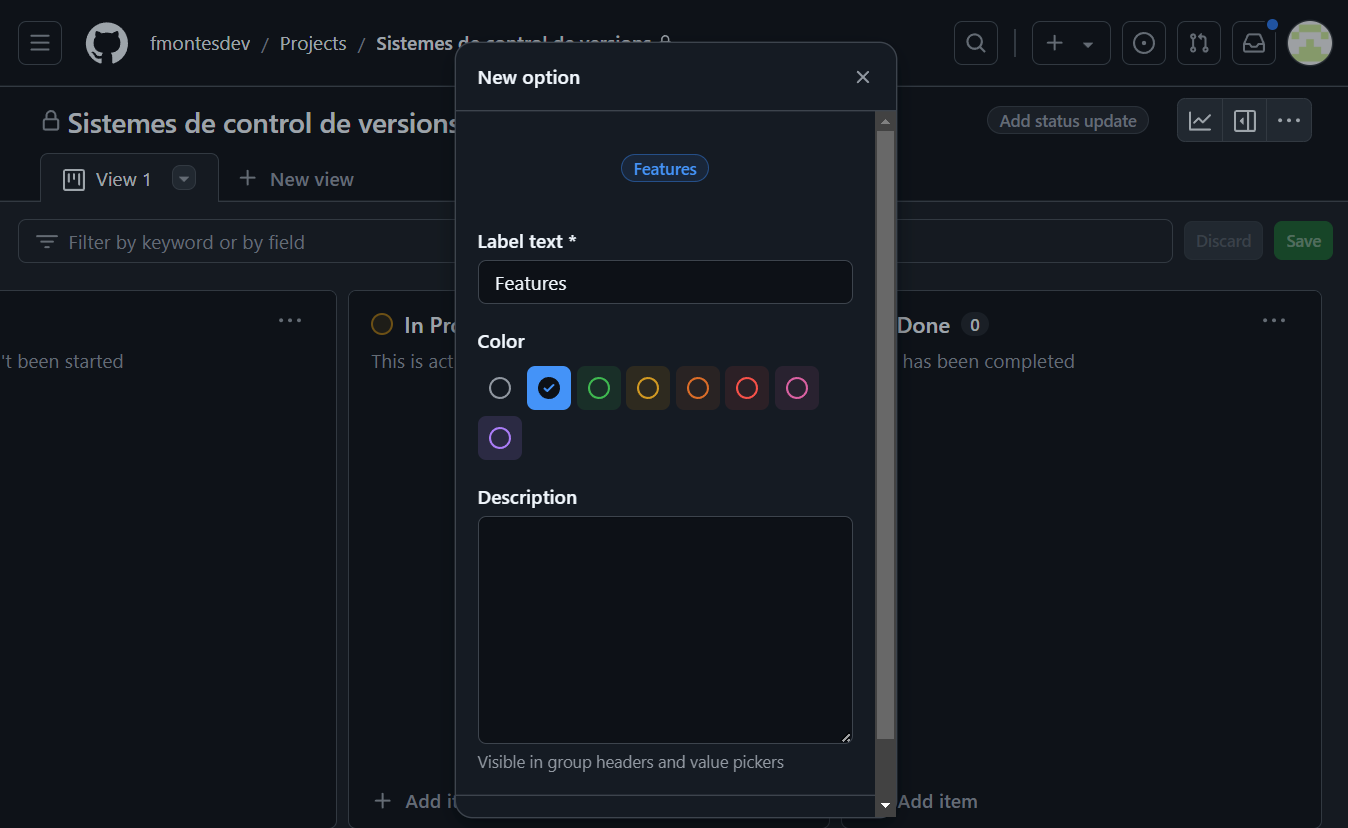 fmontesdev / Projects / Sistemes de control de versions
New option
Sistemes de control de versions
Add status update
Features
View 1
New view
Label text *
Filter by keyword or by field
Discard
Save
Features
In Pro
Done 0
Color
't been started
This is act
has been completed
Description
Visible in group headers and value pickers
Add it
Add item